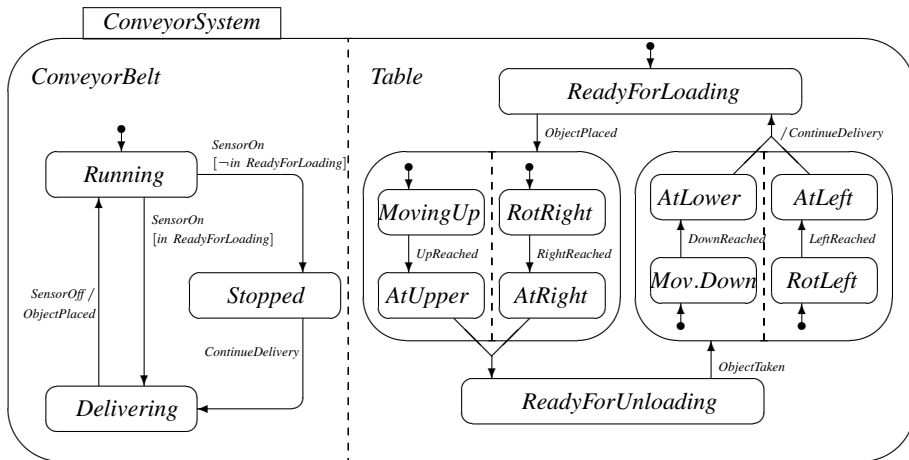 ConveyorSystem
ConveyorBelt
Running
SensorOn
[¬in ReadyForLoading]
SensorOn
[in ReadyForLoading]
Stopped
SensorOff /
ObjectPlaced
ContinueDelivery
Delivering
Table
ReadyForLoading
ObjectPlaced
/ ContinueDelivery
MovingUp
RotRight
UpReached
RightReached
AtUpper
AtRight
AtLower
AtLeft
DownReached
LeftReached
Mov.Down
RotLeft
ObjectTaken
ReadyForUnloading